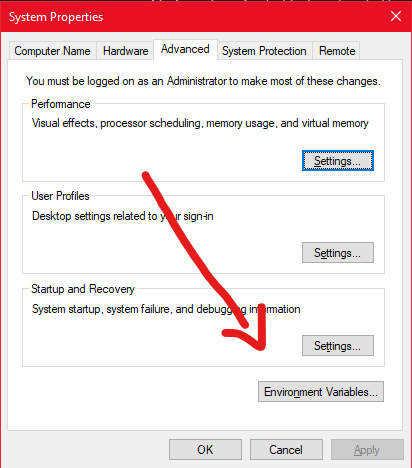 System Properties
Computer Name Hardware Advanced System Protection Remote
You must be logged on as an Administrator to make most of these changes.
Performance
Visual effects, processor scheduling, memory usage, and virtual memory
Settings...
User Profiles
Desktop settings related to your sign-in
Settings...
Startup and Recovery
System startup, system failure, and debugging information
Settings...
Environment Variables...
OK Cancel Apply